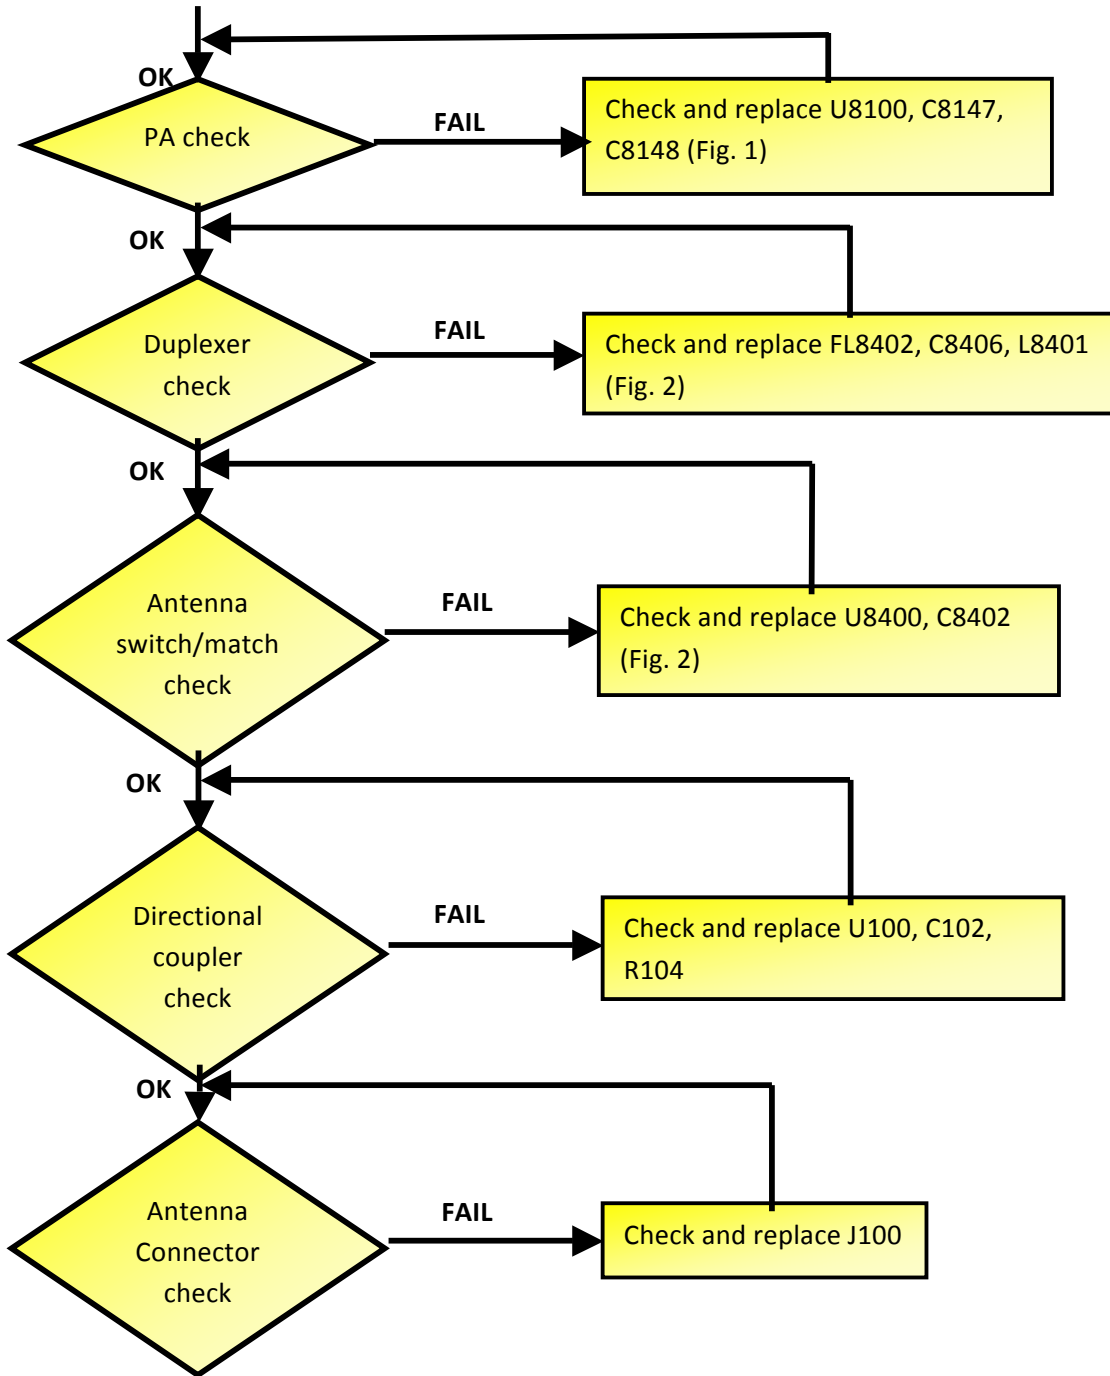 OK
PA check
FAIL
Check and replace U8100, C8147,
C8148 (Fig. 1)
OK
Duplexer
check
FAIL
Check and replace FL8402, C8406, L8401
(Fig. 2)
OK
Antenna
switch/match
check
FAIL
Check and replace U8400, C8402
(Fig. 2)
OK
Directional
coupler
check
FAIL
Check and replace U100, C102,
R104
OK
Antenna
Connector
check
FAIL
Check and replace J100